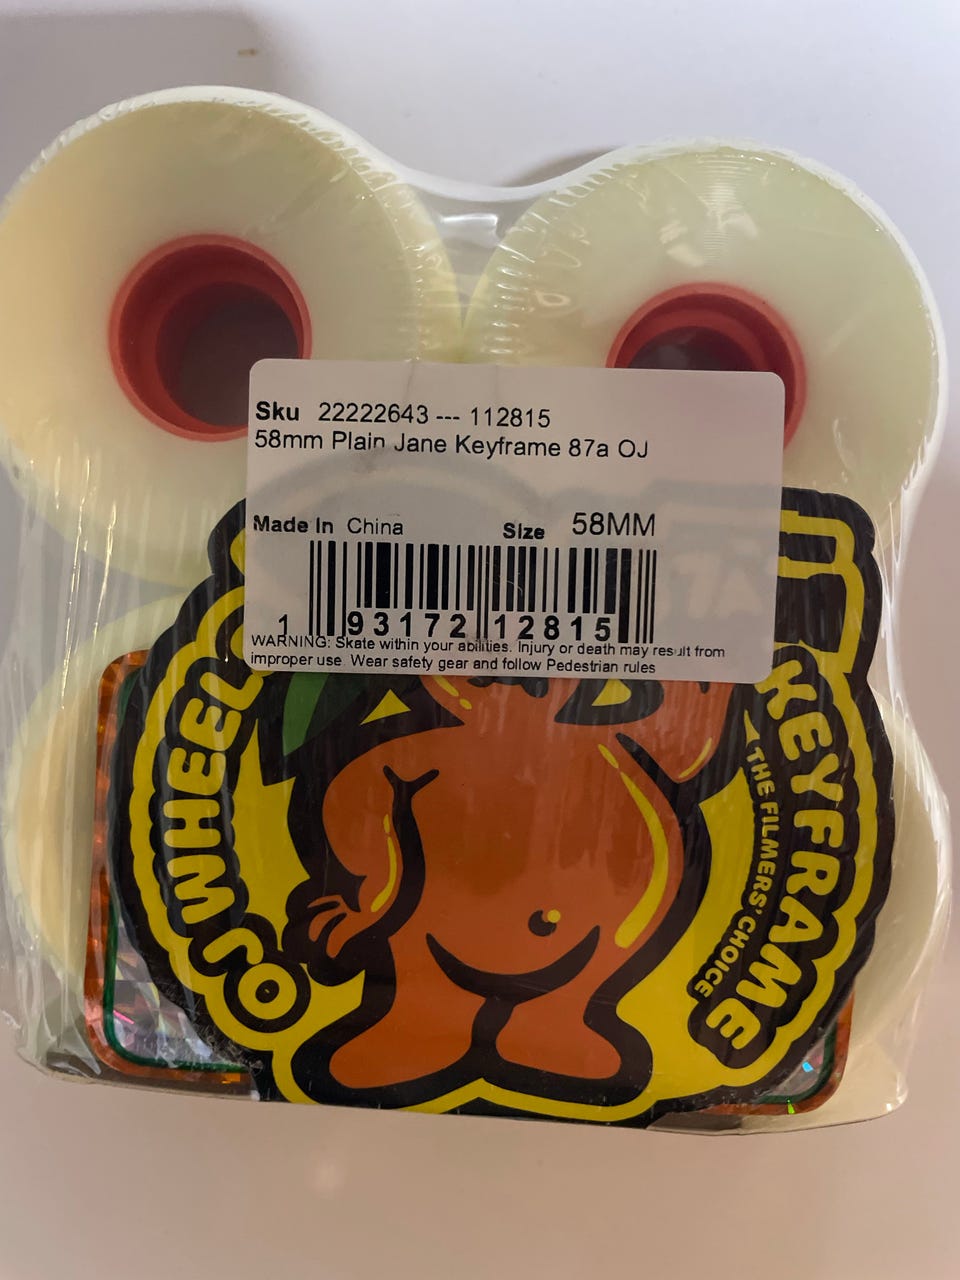 Sku 22222643 --- 112815
58mm Plain Jane Keyframe 87a OJ
Made In China Size 58MM
1 93172 12815
WARNING: Skate within your abilities. Injury or death may result from
improper use. Wear safety gear and follow Pedestrian rules
OJ WHEEL
KEYFRAME
THE FILMERS' CHOICE